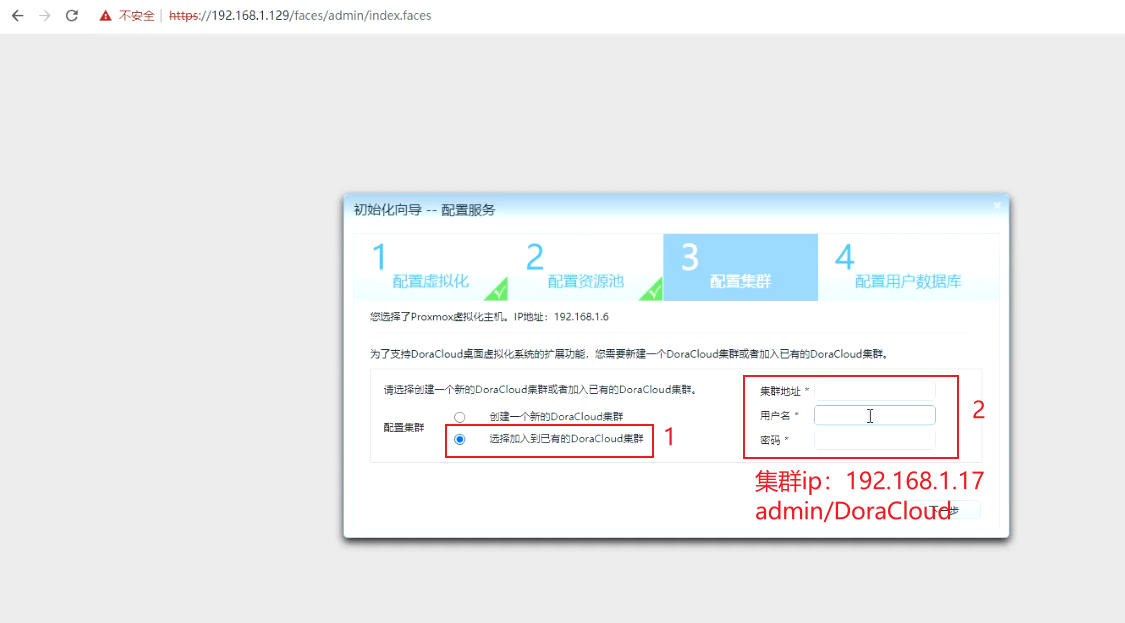 不安全 https://192.168.1.129/faces/admin/index.faces
初始化向导 -- 配置服务
1 配置虚拟化
2 配置资源池
3 配置集群
4 配置用户数据库
您选择了Proxmox虚拟化主机。IP地址：192.168.1.6
为了支持DoraCloud桌面虚拟化系统的扩展功能，您需要新建一个DoraCloud集群或者加入已有的DoraCloud集群。
请选择创建一个新的DoraCloud集群或者加入已有的DoraCloud集群。
配置集群
创建一个新的DoraCloud集群
选择加入到已有的DoraCloud集群
1
集群地址 *
用户名 *
密码 *
2
集群ip：192.168.1.17
admin/DoraCloud
下一步